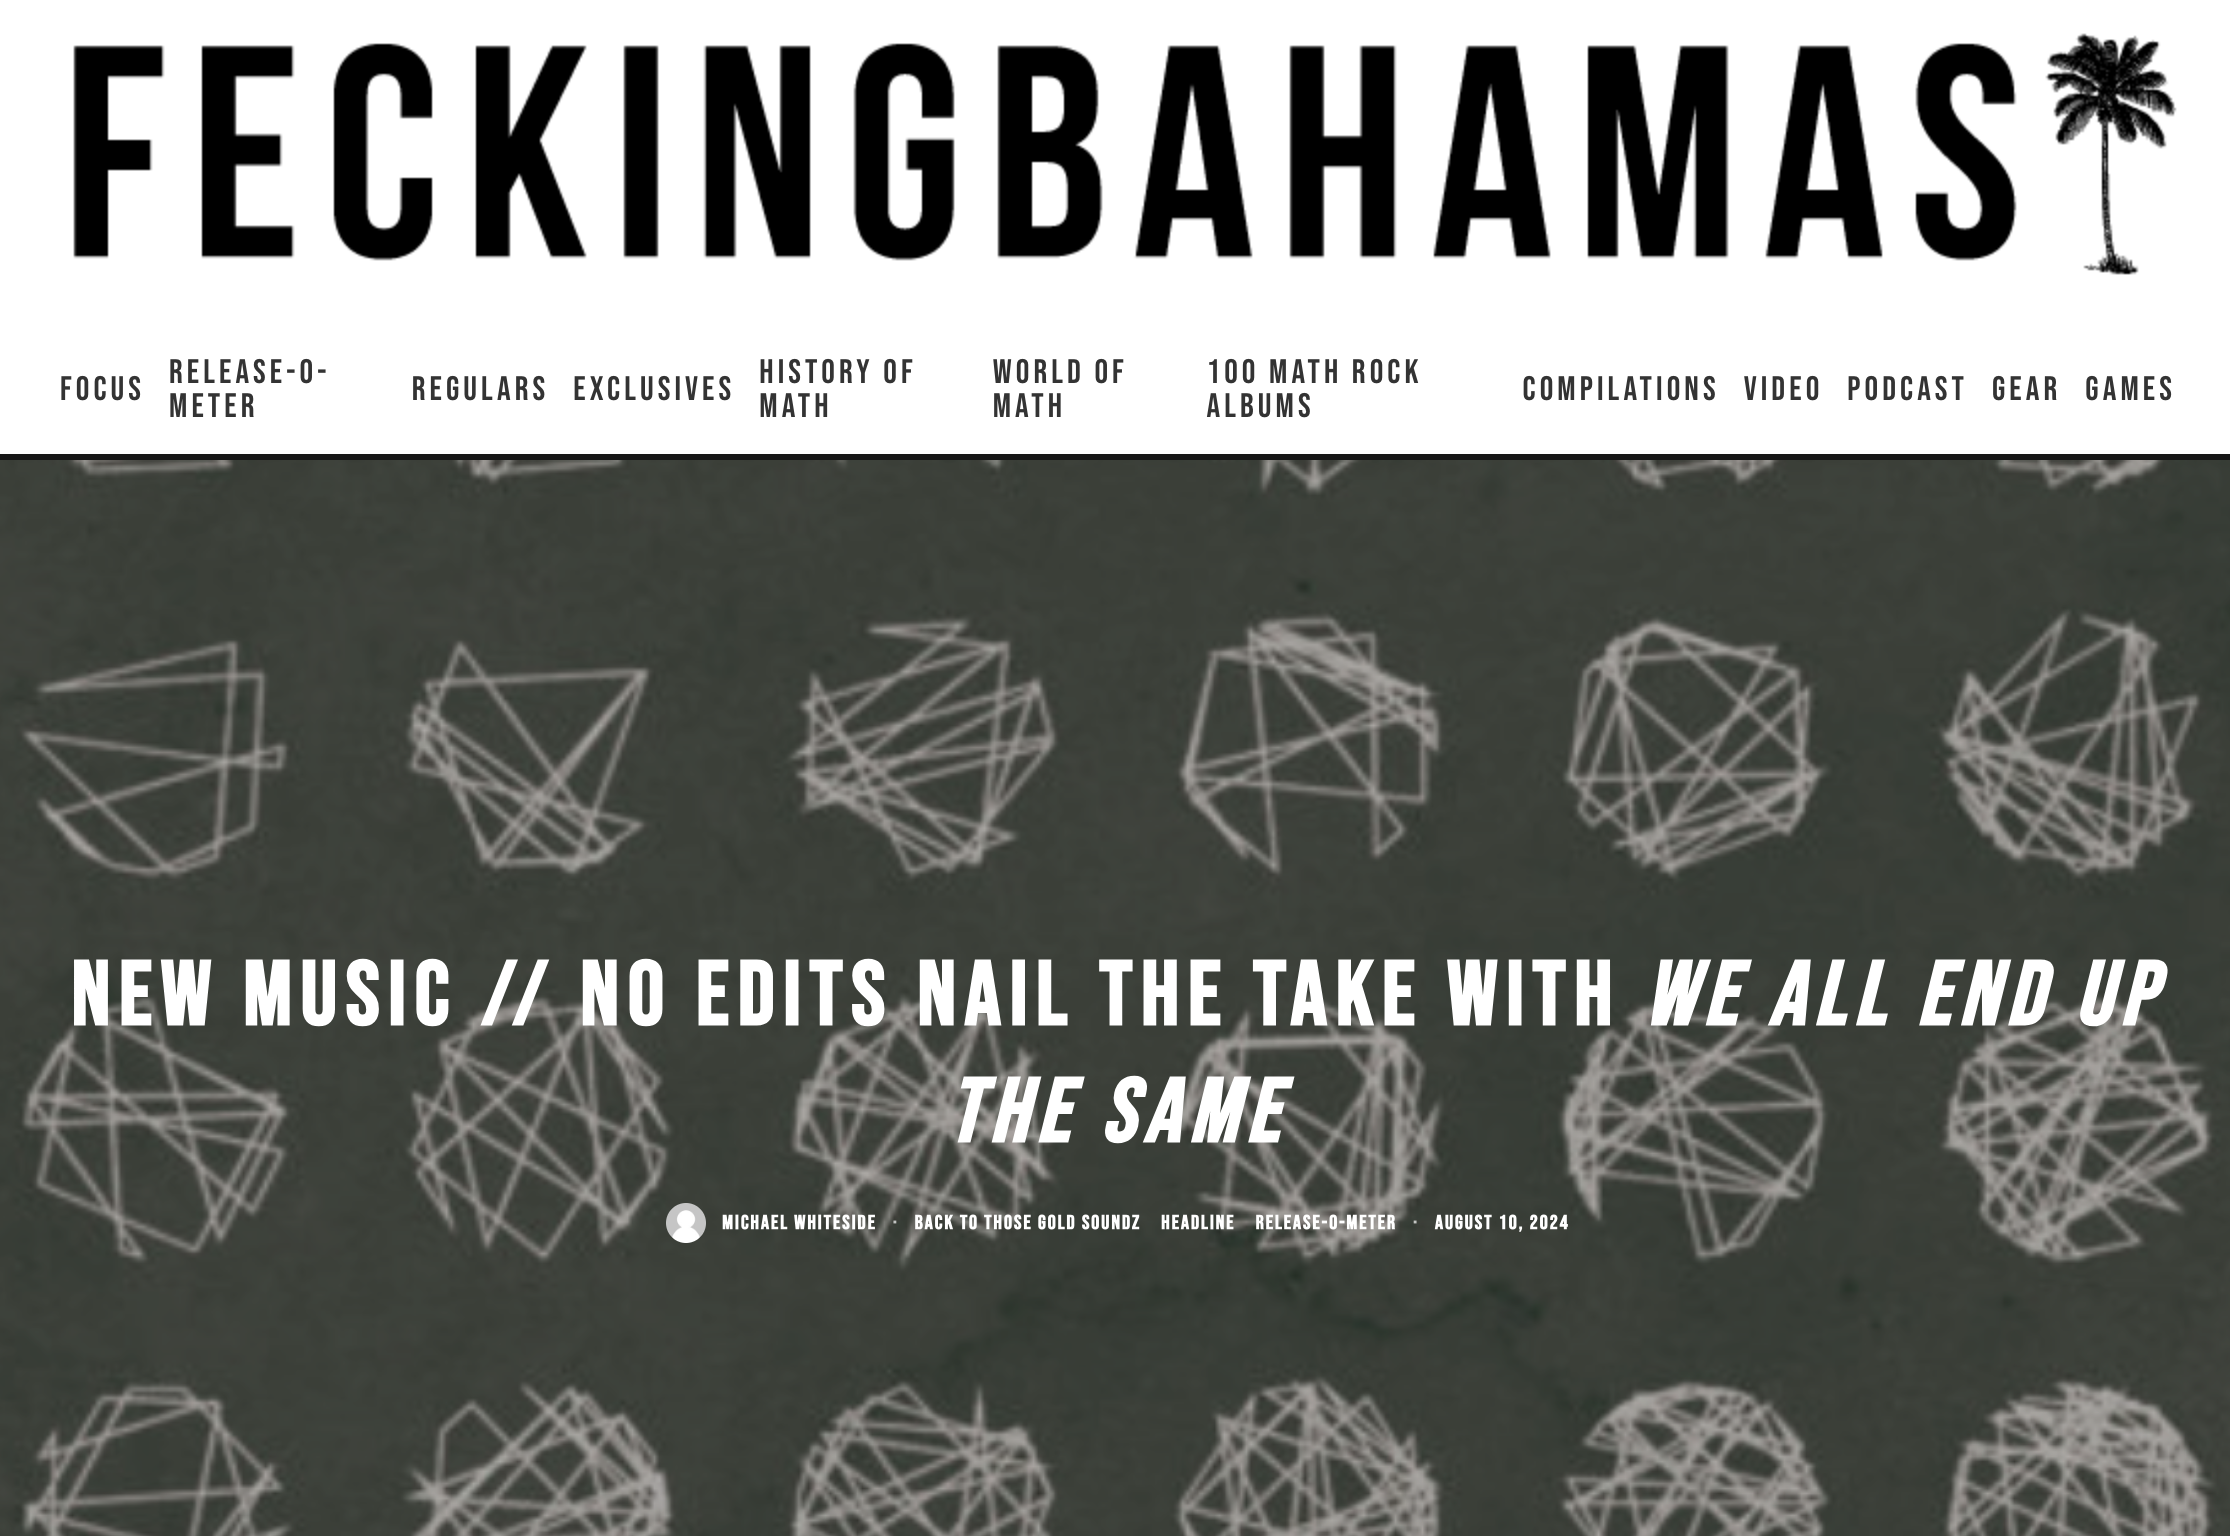 FECKINGBAHAMAS
FOCUS
RELEASE-O-
METER
REGULARS
EXCLUSIVES
HISTORY OF
MATH
WORLD OF
MATH
100 MATH ROCK
ALBUMS
COMPILATIONS
VIDEO
PODCAST
GEAR
GAMES
NEW MUSIC // NO EDITS NAIL THE TAKE WITH WE ALL END UP
THE SAME
MICHAEL WHITESIDE · BACK TO THOSE GOLD SOUNDZ HEADLINE RELEASE-O-METER · AUGUST 10, 2024